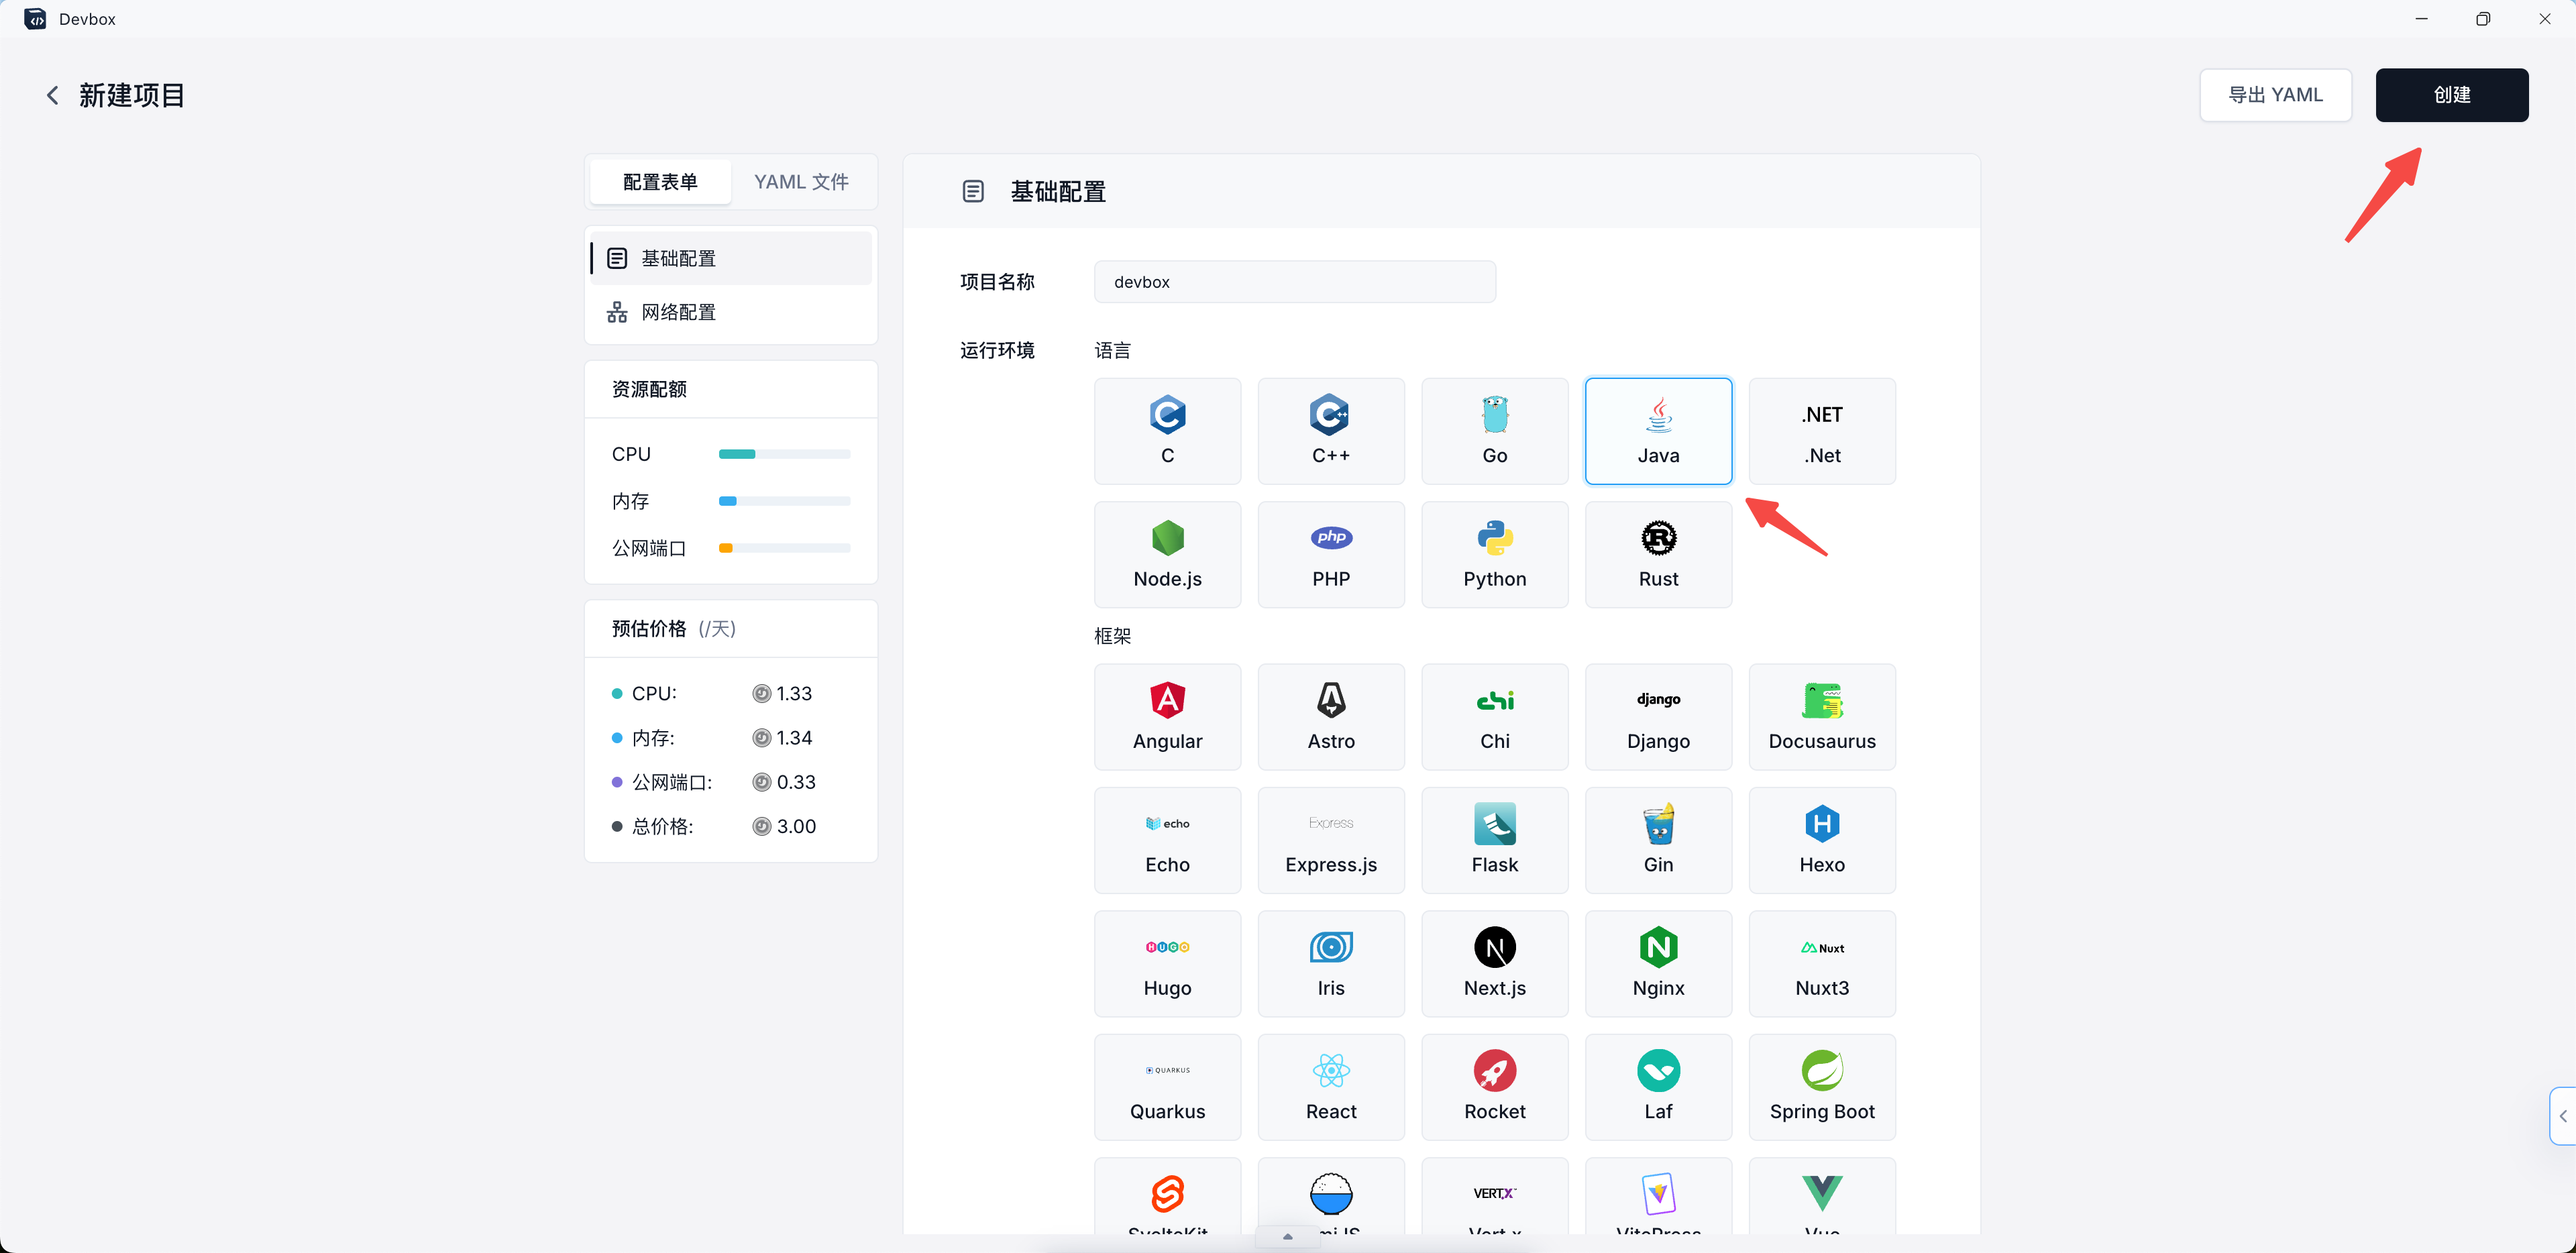 Devbox
新建项目
导出 YAML
创建
配置表单
YAML 文件
基础配置
网络配置
资源配额
CPU
内存
公网端口
预估价格 (/天)
CPU: 1.33
内存: 1.34
公网端口: 0.33
总价格: 3.00
基础配置
项目名称
devbox
运行环境
语言
C
C++
Go
Java
.NET
.Net
Node.js
php
PHP
Python
R
Rust
框架
Angular
Astro
chi
Chi
django
Django
Docusaurus
echo
Echo
Express
Express.js
Flask
Gin
H
Hexo
HUGO
Hugo
Iris
N
Next.js
N
Nginx
Nuxt
Nuxt3
QUARKUS
Quarkus
React
Rocket
Laf
Spring Boot
SvelteKit
miJS
VERT.X
Vert.x
VitePress
Vue